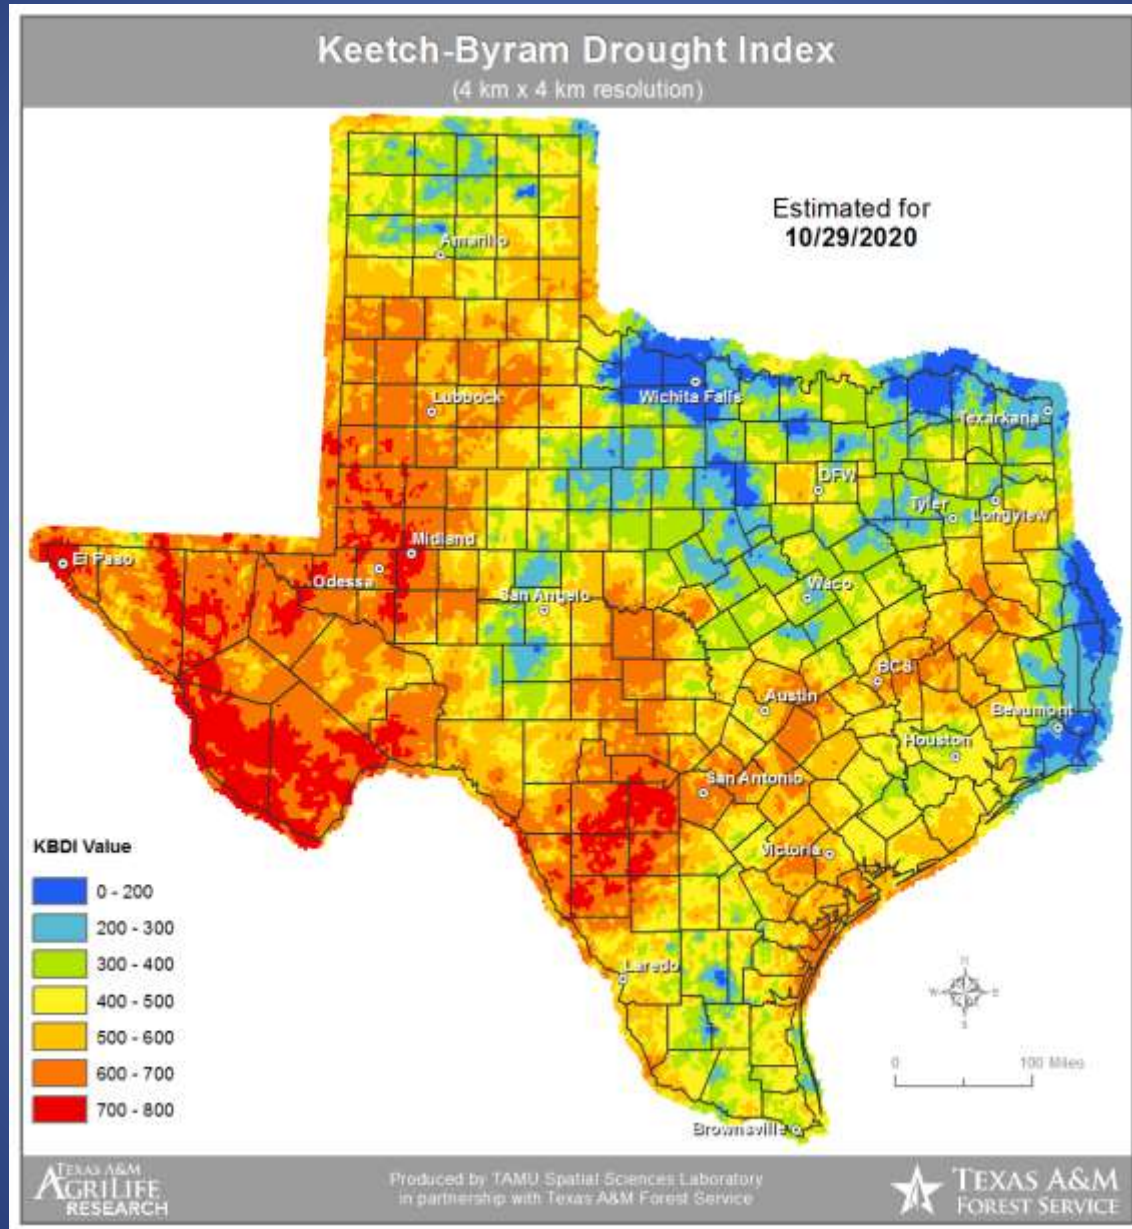 Keetch-Byram Drought Index
(4 km x 4 km resolution)
Estimated for
10/29/2020
Amarillo
Lubbock
Wichita Falls
Texarkana
DFW
Tyler
Longview
El Paso
Midland
Odessa
San Angelo
Waco
BCS
Austin
Beaumont
Houston
San Antonio
Victoria
Laredo
Brownsville
KBDI Value
0 - 200
200 - 300
300 - 400
400 - 500
500 - 600
600 - 700
700 - 800
N
W
E
S
0
100 Miles
TEXAS A&M
AGRILIFE
RESEARCH
Produced by TAMU Spatial Sciences Laboratory
in partnership with Texas A&M Forest Service
TEXAS A&M
FOREST SERVICE